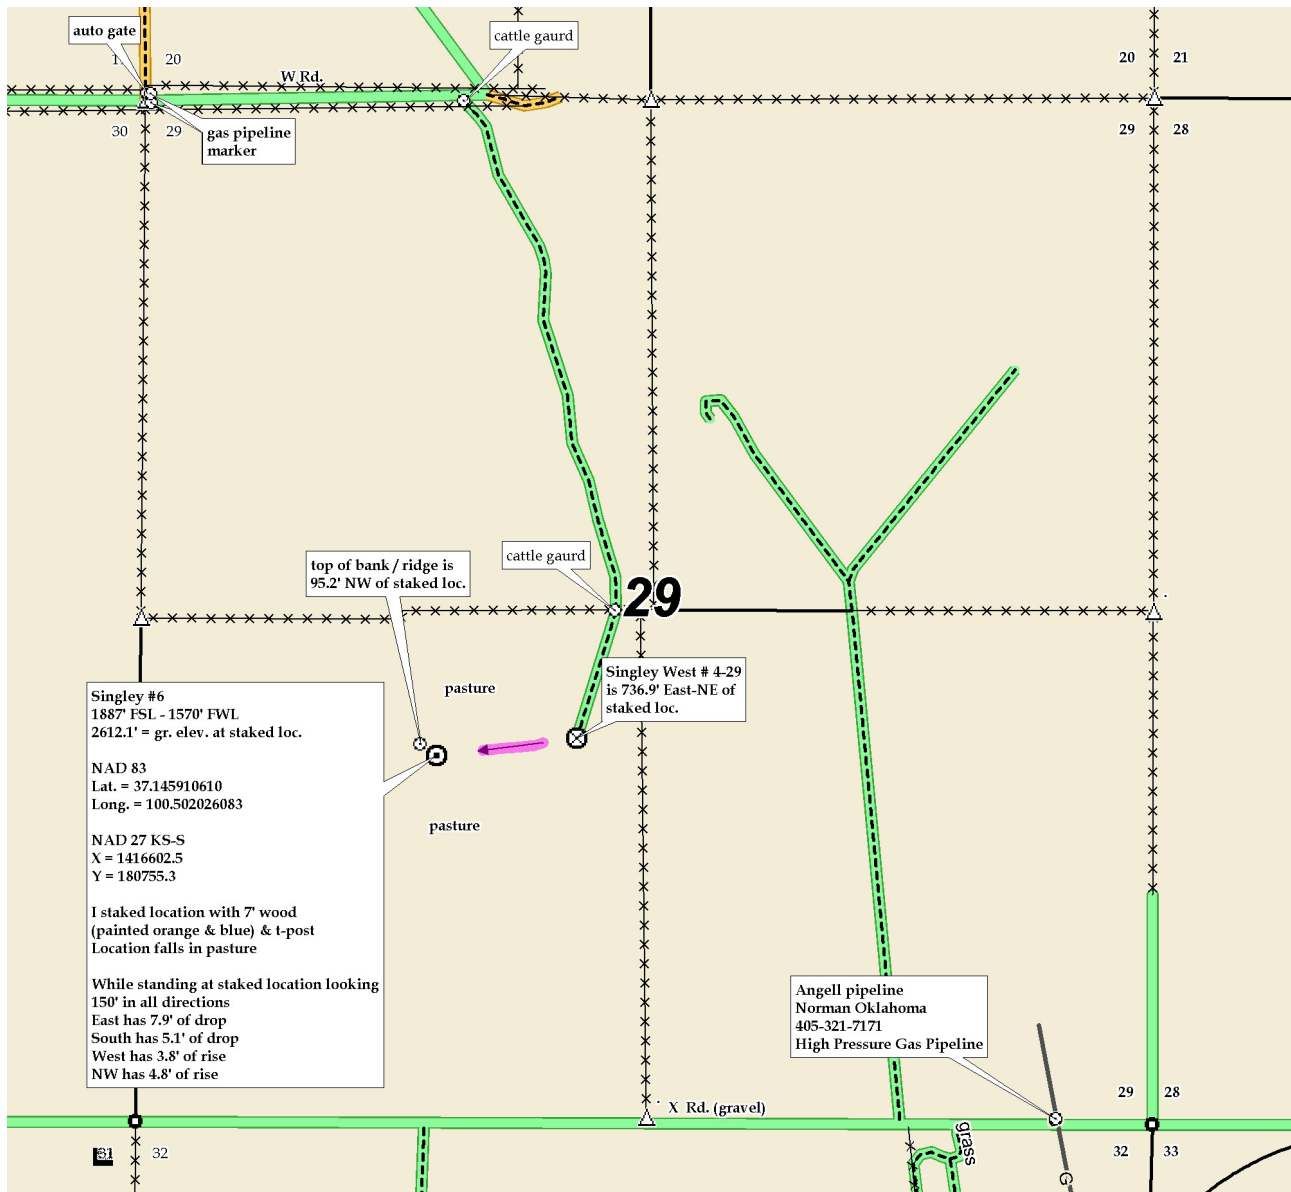 auto gate
cattle gaurd
20
20
21
W Rd.
30
29
gas pipeline
marker
29
28
top of bank / ridge is
95.2' NW of staked loc.
cattle gaurd
29
Singley West # 4-29
is 736.9' East-NE of
staked loc.
pasture
Singley #6
1887' FSL - 1570' FWL
2612.1' = gr. elev. at staked loc.
NAD 83
Lat. = 37.145910610
Long. = 100.502026083
NAD 27 KS-S
X = 1416602.5
Y = 180755.3
I staked location with 7' wood
(painted orange & blue) & t-post
Location falls in pasture
While standing at staked location looking
150' in all directions
East has 7.9' of drop
South has 5.1' of drop
West has 3.8' of rise
NW has 4.8' of rise
pasture
Angell pipeline
Norman Oklahoma
405-321-7171
High Pressure Gas Pipeline
29
28
X Rd. (gravel)
31
32
grass
32
33
G